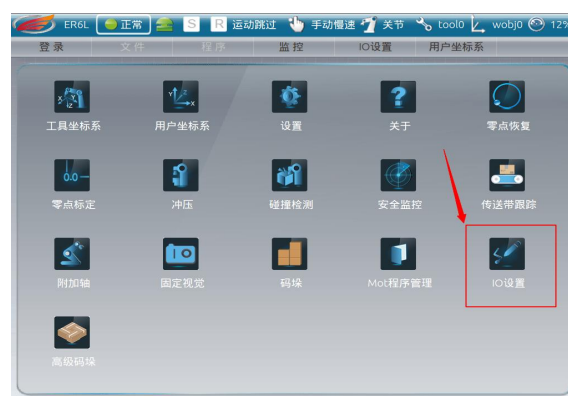 ER6L 正常 S R 运动跳过 手动慢速 关节 tool0 wobj0 12%
登录 文件 程序 监控 IO设置 用户坐标系
工具坐标系 用户坐标系 设置 关于 零点恢复
零点标定 冲压 碰撞检测 安全监控 传送带跟踪
附加轴 固定视觉 码垛 Mot程序管理 IO设置
高级码垛